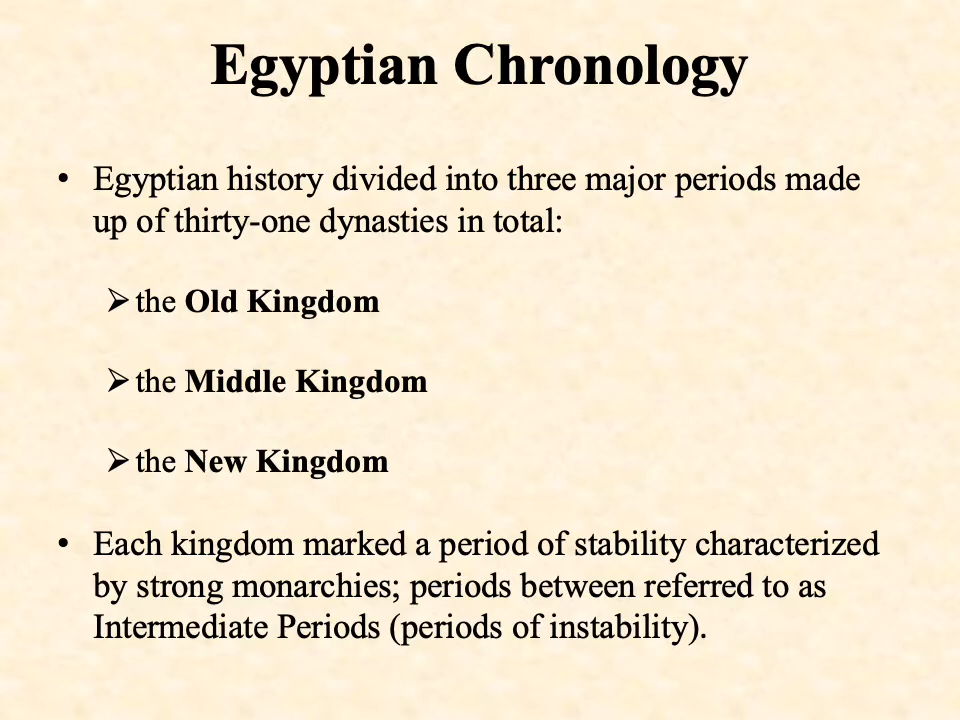 Egyptian Chronology
• Egyptian history divided into three major periods made
up of thirty-one dynasties in total:
➢ the Old Kingdom
➢ the Middle Kingdom
➢ the New Kingdom
• Each kingdom marked a period of stability characterized
by strong monarchies; periods between referred to as
Intermediate Periods (periods of instability).